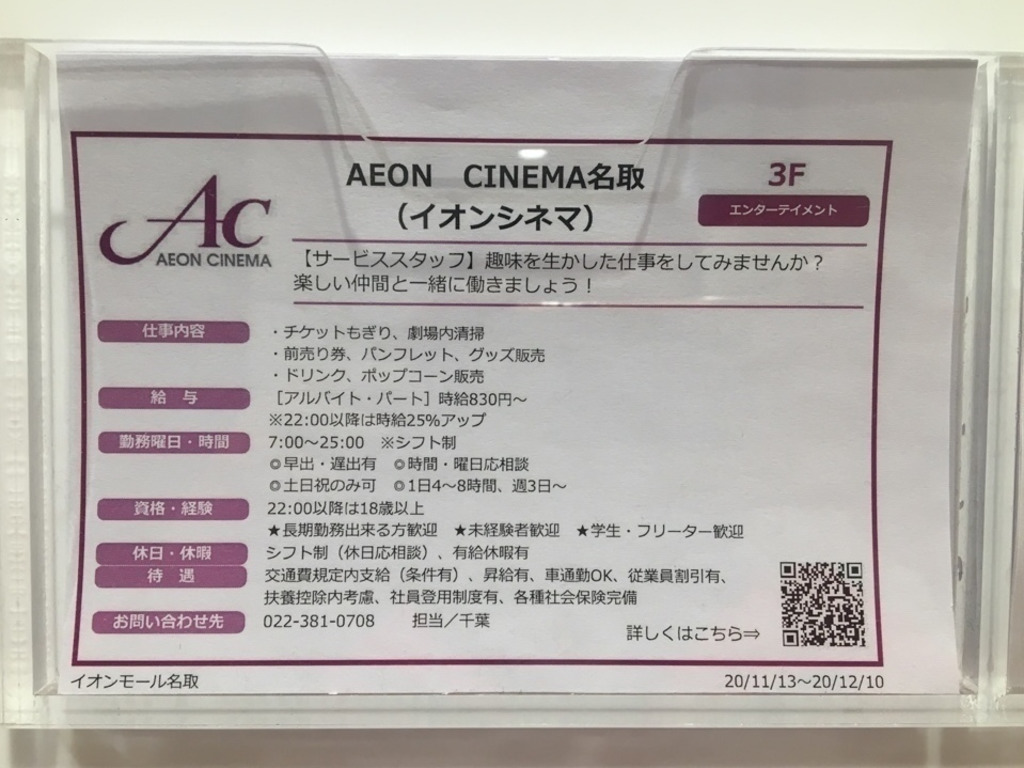 AC
AEON CINEMA
AEON CINEMA名取
（イオンシネマ）
3F
エンターテイメント
【サービススタッフ】趣味を生かした仕事をしてみませんか？
楽しい仲間と一緒に働きましょう！
仕事内容
・チケットもぎり、劇場内清掃
・前売り券、パンフレット、グッズ販売
・ドリンク、ポップコーン販売
給 与
［アルバイト・パート］時給830円～
※22:00以降は時給25%アップ
勤務曜日・時間
7:00～25:00 ※シフト制
◎早出・遅出有 ◎時間・曜日応相談
◎土日祝のみ可 ◎1日4～8時間、週3日～
資格・経験
22:00以降は18歳以上
★長期勤務出来る方歓迎 ★未経験者歓迎 ★学生・フリーター歓迎
休日・休暇
シフト制（休日応相談）、有給休暇有
待 遇
交通費規定内支給（条件有）、昇給有、車通勤OK、従業員割引有、
扶養控除内考慮、社員登用制度有、各種社会保険完備
お問い合わせ先
022-381-0708 担当／千葉
詳しくはこちら⇒
イオンモール名取
20/11/13～20/12/10